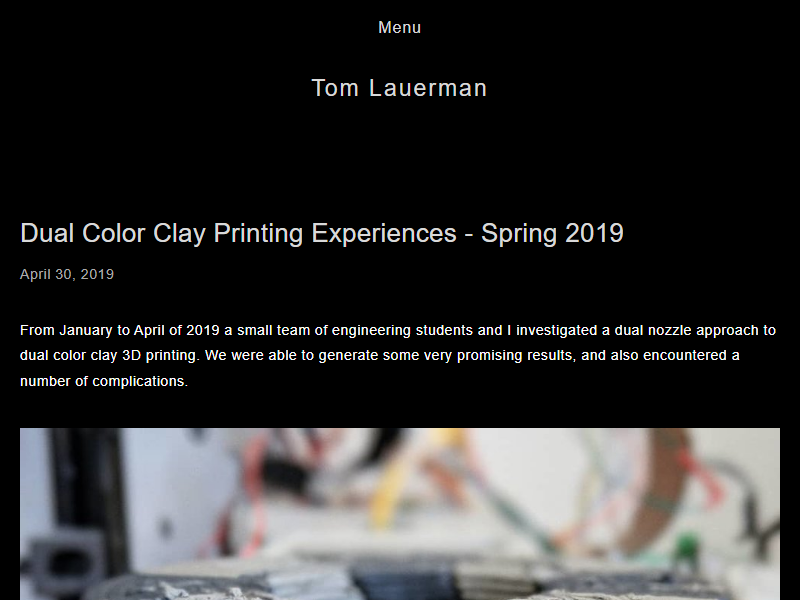 Menu
Tom Lauerman
Dual Color Clay Printing Experiences - Spring 2019
April 30, 2019
From January to April of 2019 a small team of engineering students and I investigated a dual nozzle approach to
dual color clay 3D printing. We were able to generate some very promising results, and also encountered a
number of complications.